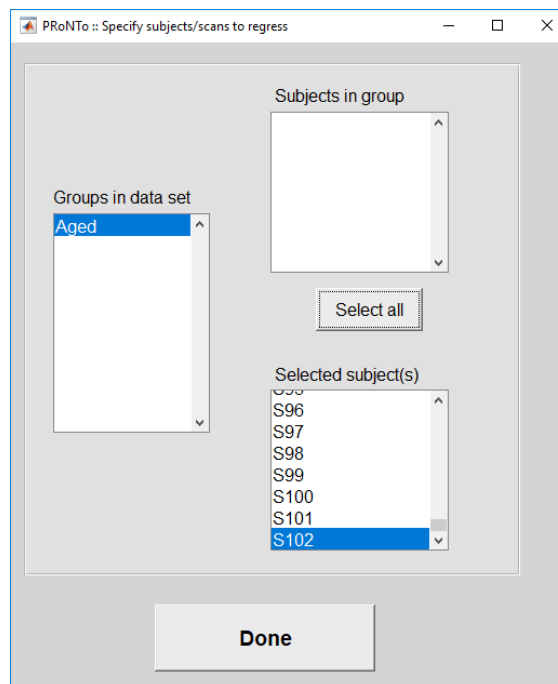 PRoNTo :: Specify subjects/scans to regress
Subjects in group
Groups in data set
Aged
Select all
Selected subject(s)
S96
S97
S98
S99
S100
S101
S102
Done